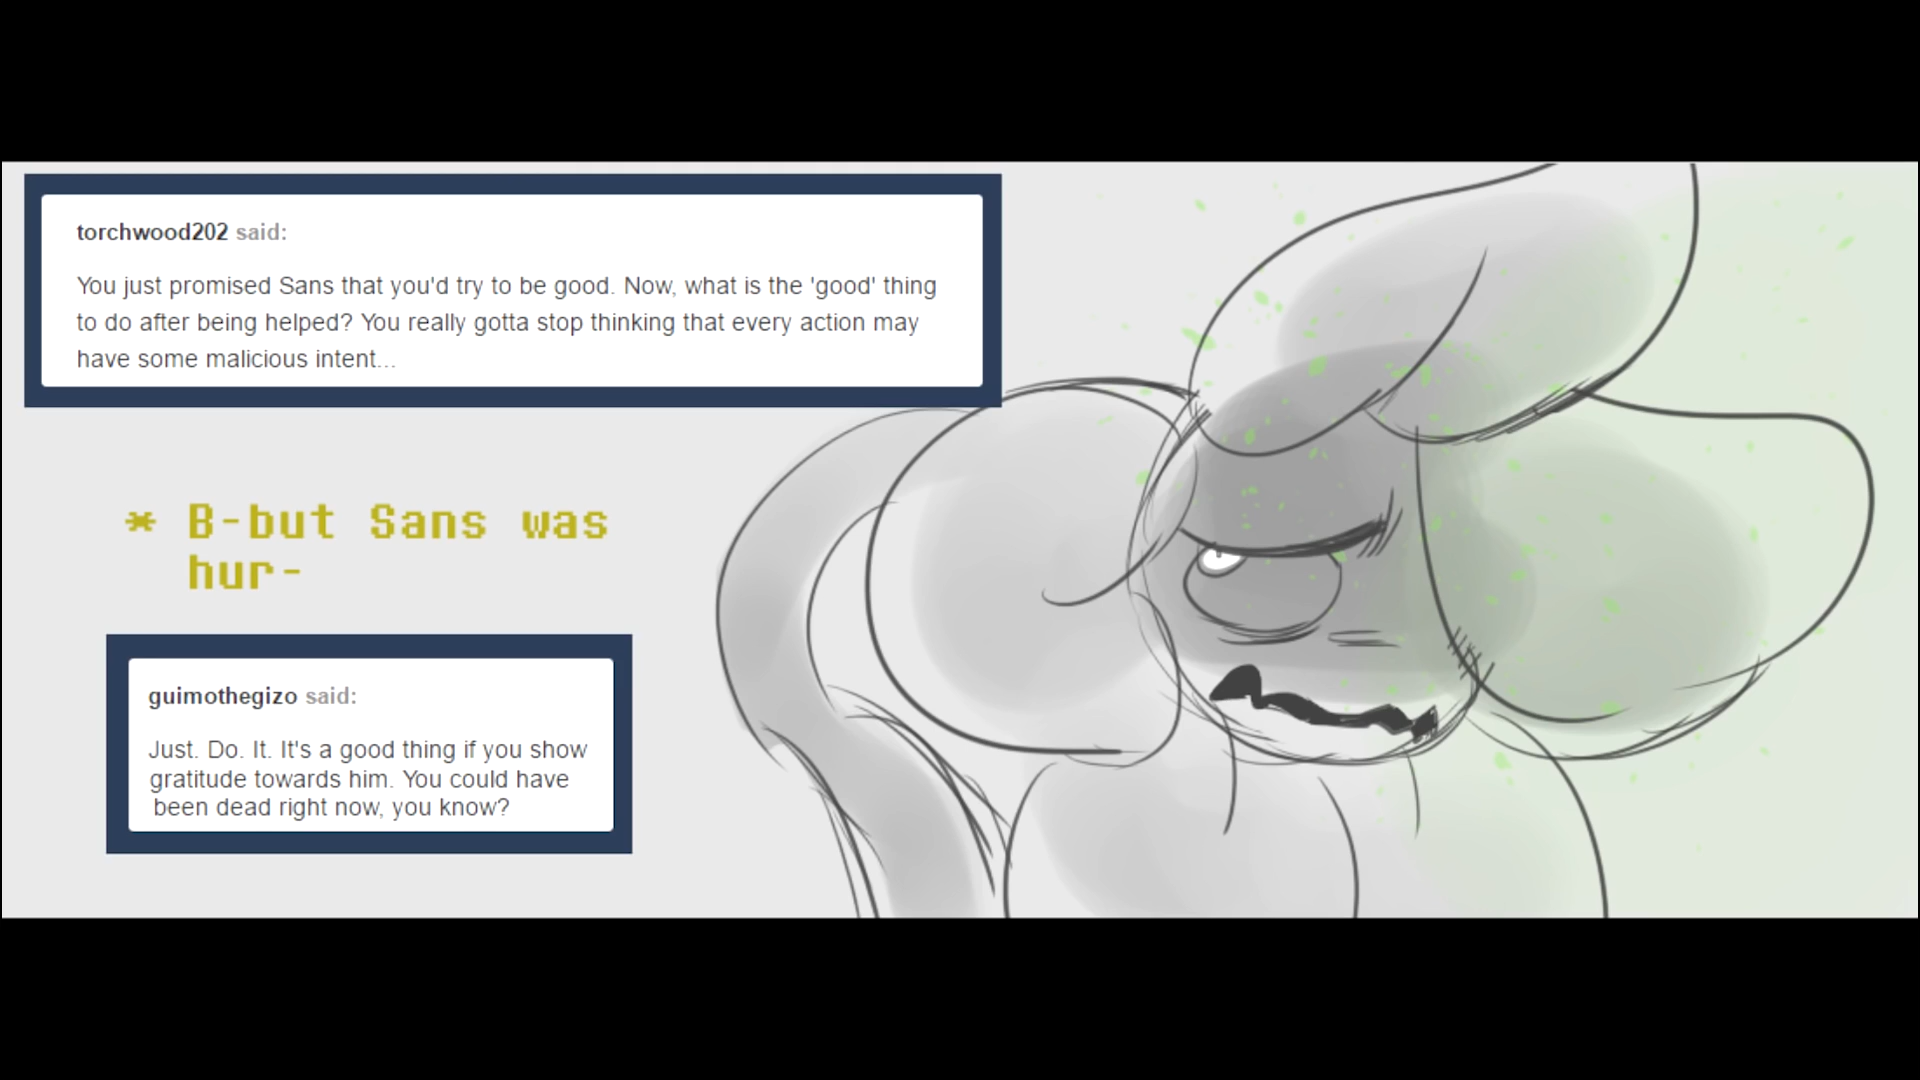 torchwood202 said:
You just promised Sans that you'd try to be good. Now, what is the 'good' thing
to do after being helped? You really gotta stop thinking that every action may
have some malicious intent...
* B-but Sans was
hur-
guimothegizo said:
Just. Do. It. It's a good thing if you show
gratitude towards him. You could have
been dead right now, you know?